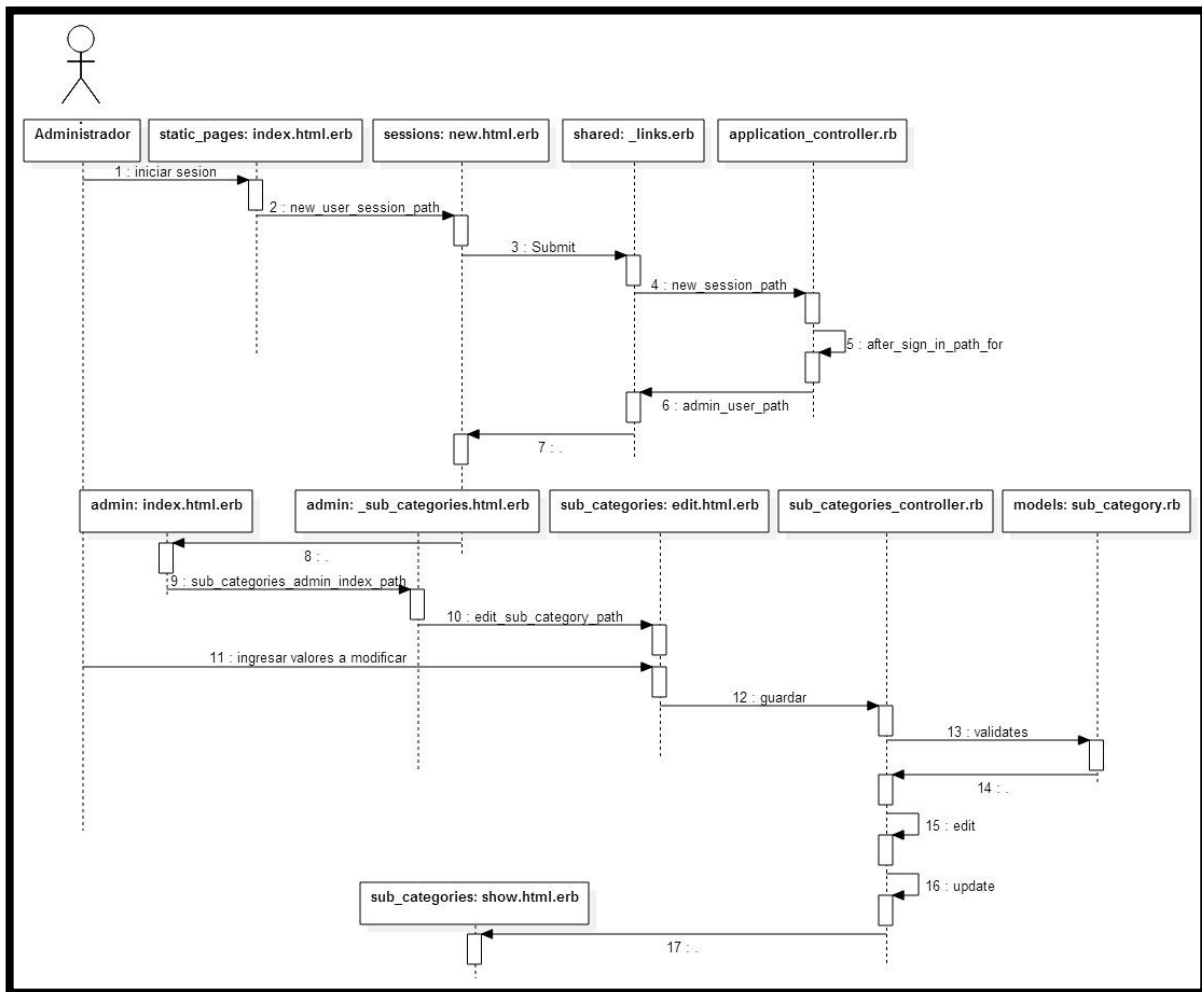 Administrador
static_pages: index.html.erb
sessions: new.html.erb
shared: _links.erb
application_controller.rb
1 : iniciar sesion
2 : new_user_session_path
3 : Submit
4 : new_session_path
5 : after_sign_in_path_for
6 : admin_user_path
7 : .
admin: index.html.erb
admin: _sub_categories.html.erb
sub_categories: edit.html.erb
sub_categories_controller.rb
models: sub_category.rb
8 : .
9 : sub_categories_admin_index_path
10 : edit_sub_category_path
11 : ingresar valores a modificar
12 : guardar
13 : validates
14 : .
15 : edit
16 : update
sub_categories: show.html.erb
17 : .